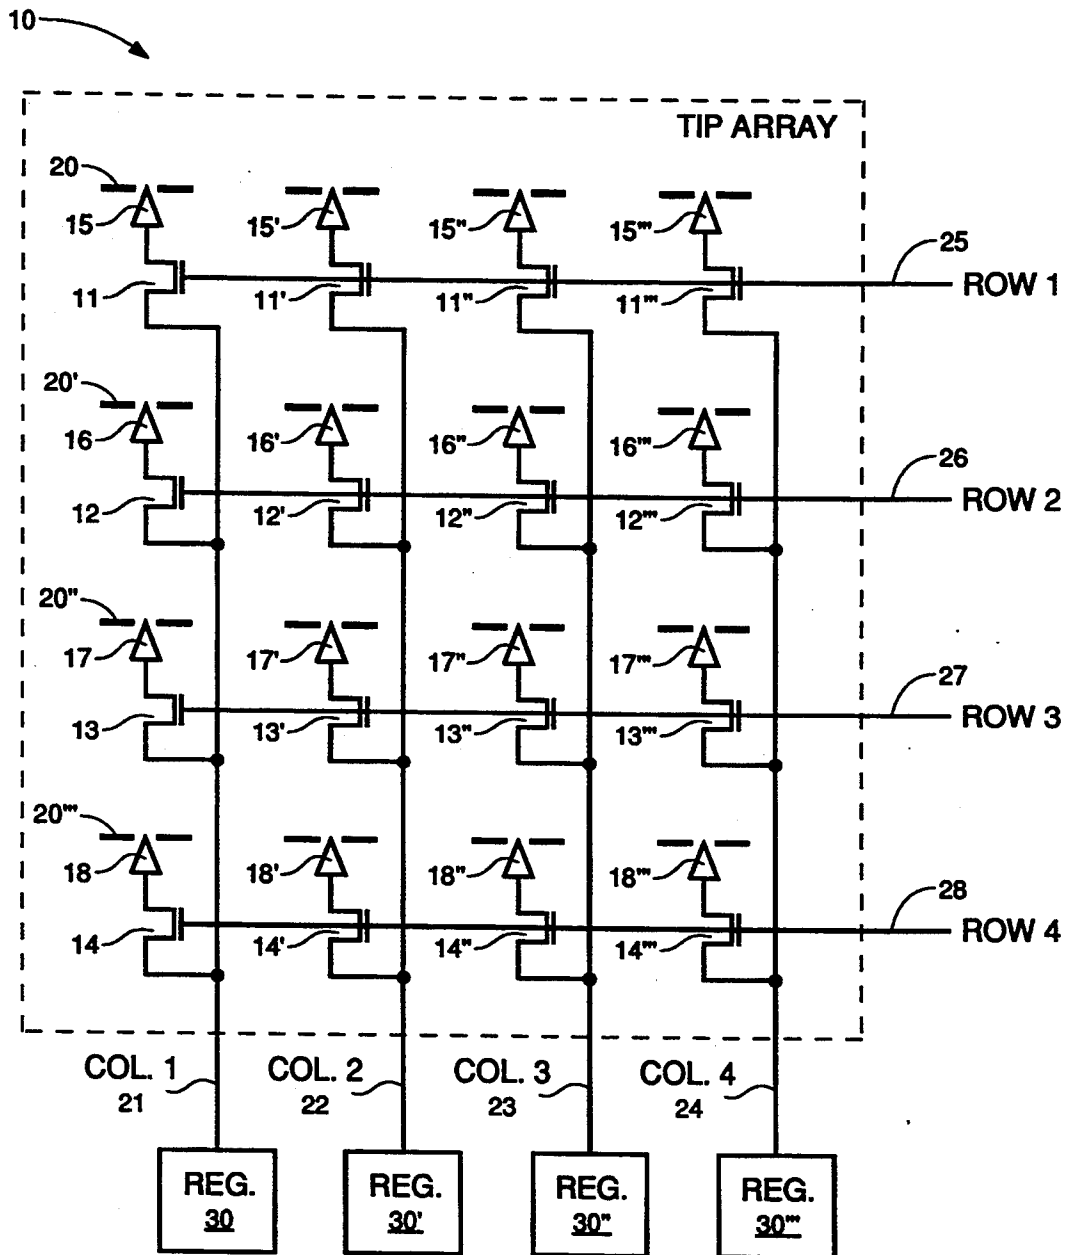 10
TIP ARRAY
20
15 15' 15" 15'''
25
ROW 1
11 11' 11" 11'''
20'
16 16' 16" 16'''
26
ROW 2
12 12' 12" 12'''
20"
17 17' 17" 17'''
27
ROW 3
13 13' 13" 13'''
20'''
18 18' 18" 18'''
28
ROW 4
14 14' 14" 14'''
COL. 1 COL. 2 COL. 3 COL. 4
21 22 23 24
REG. REG. REG. REG.
30 30' 30" 30'''